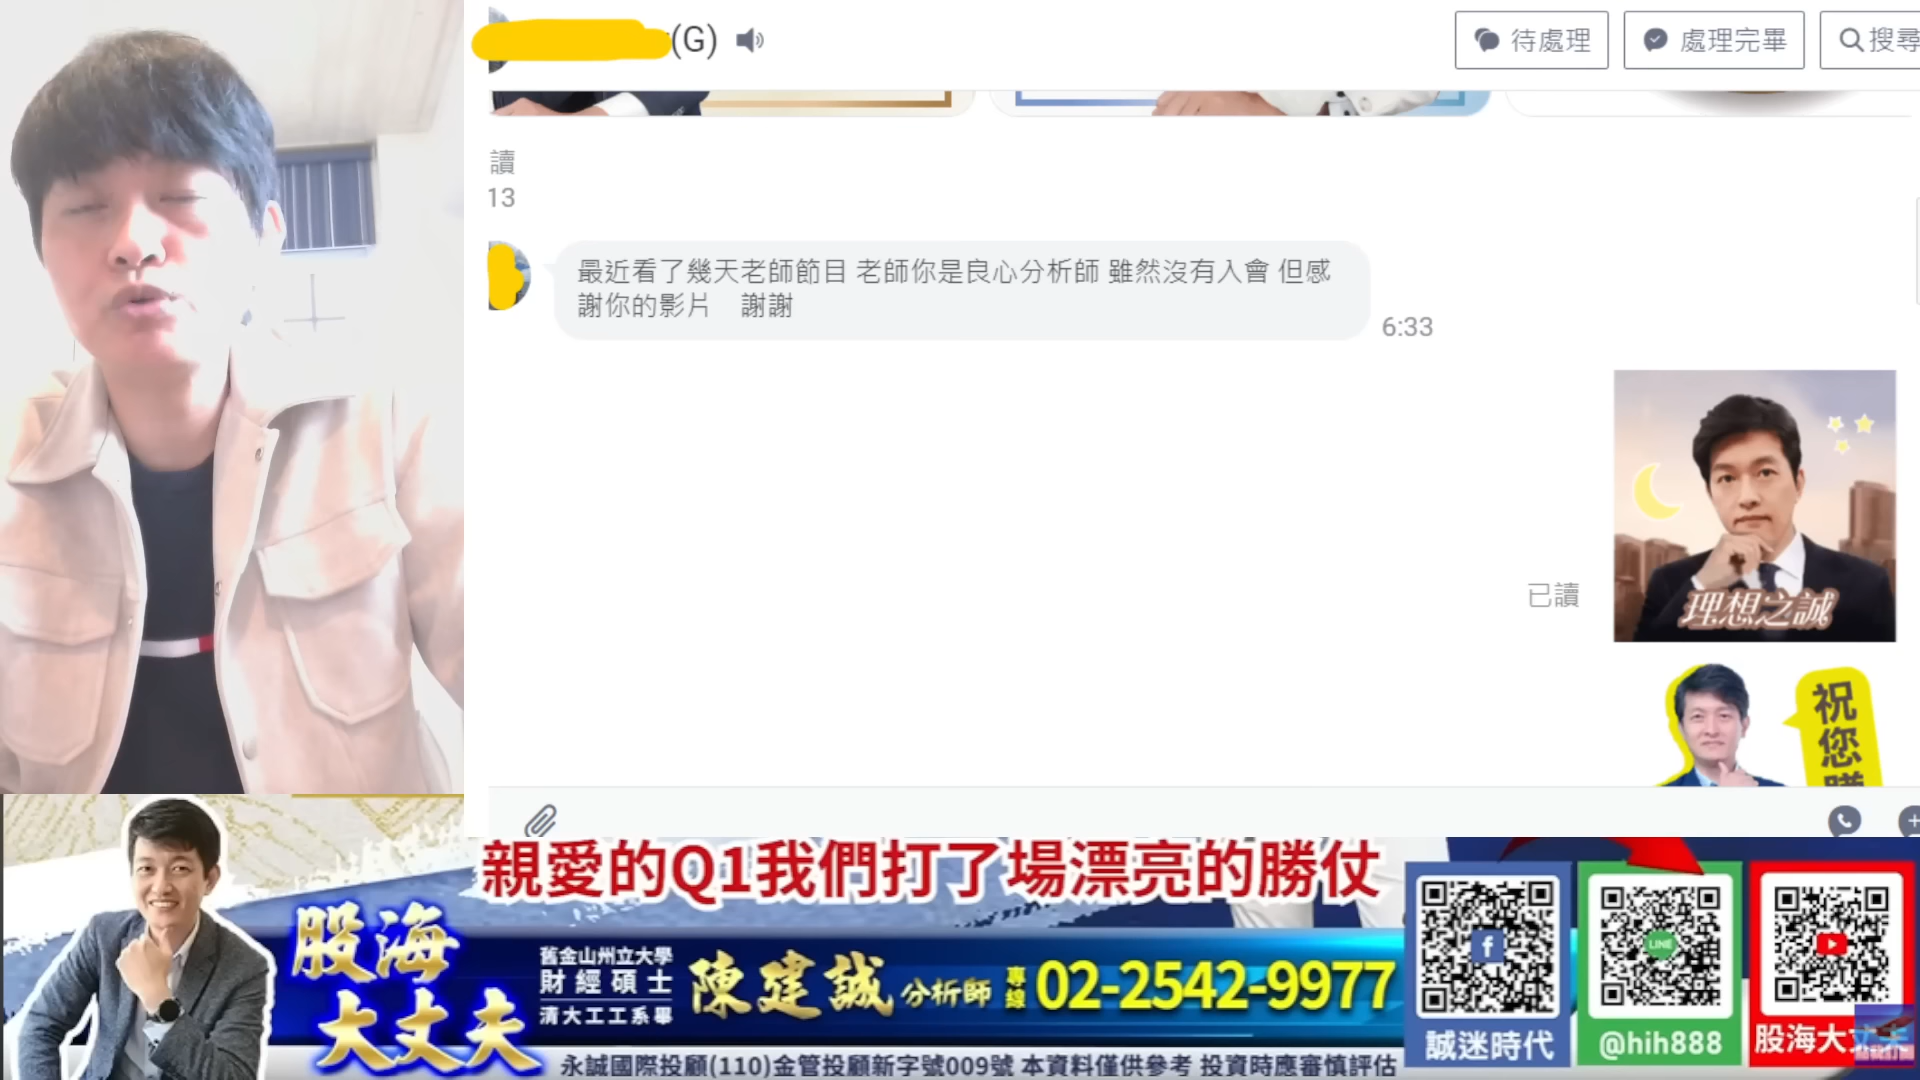 (G)
待處理
處理完畢
搜尋
讀
13
最近看了幾天老師節目 老師你是良心分析師 雖然沒有入會 但感
謝你的影片 謝謝
6:33
已讀
理想之誠
祝您
親愛的Q1我們打了場漂亮的勝仗
股海
大丈夫
舊金山州立大學
財經碩士
清大工工系畢
陳建誠 分析師
專線
02-2542-9977
永誠國際投顧(110)金管投顧新字號009號 本資料僅供參考 投資時應審慎評估
f
誠迷時代
LINE
@hih888
股海大丈